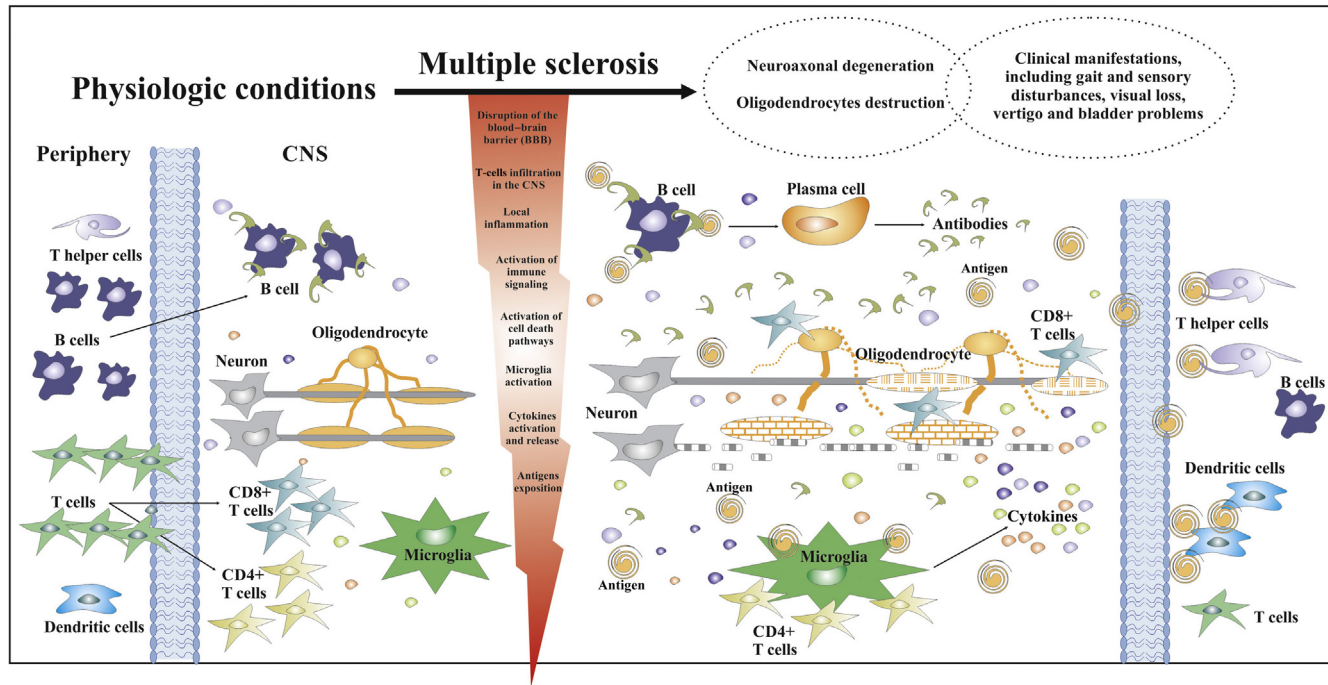 Physiologic conditions
Multiple sclerosis
Neuroaxonal degeneration
Oligodendrocytes destruction
Clinical manifestations,
including gait and sensory
disturbances, visual loss,
vertigo and bladder problems
Periphery
CNS
T helper cells
B cells
B cell
Neuron
Oligodendrocyte
T cells
CD8+
T cells
CD4+
T cells
Microglia
Dendritic cells
Disruption of the
blood–brain
barrier (BBB)
T-cells infiltration
in the CNS
Local
inflammation
Activation of
immune
signaling
Activation of
cell death
pathways
Microglia
activation
Cytokines
activation
and release
Antigens
exposition
B cell
Plasma cell
Antibodies
Antigen
CD8+
T cells
Oligodendrocyte
Neuron
Antigen
Antigen
Microglia
Cytokines
CD4+
T cells
T helper cells
B cells
Dendritic cells
T cells